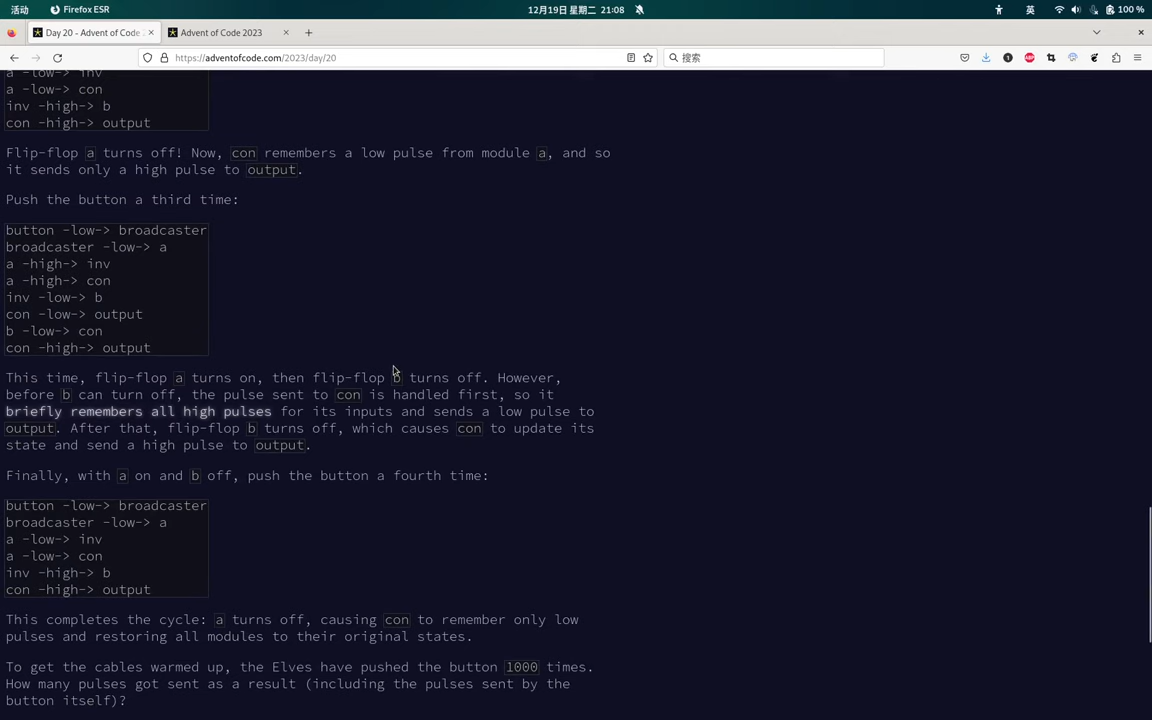 活动 Firefox ESR 12月19日 星期二 21:08 英 100 %
Day 20 - Advent of Code Advent of Code 2023
https://adventofcode.com/2023/day/20 搜索
a -low-> inv
a -low-> con
inv -high-> b
con -high-> output
Flip-flop a turns off! Now, con remembers a low pulse from module a, and so
it sends only a high pulse to output.
Push the button a third time:
button -low-> broadcaster
broadcaster -low-> a
a -high-> inv
a -high-> con
inv -low-> b
con -low-> output
b -low-> con
con -high-> output
This time, flip-flop a turns on, then flip-flop b turns off. However,
before b can turn off, the pulse sent to con is handled first, so it
briefly remembers all high pulses for its inputs and sends a low pulse to
output. After that, flip-flop b turns off, which causes con to update its
state and send a high pulse to output.
Finally, with a on and b off, push the button a fourth time:
button -low-> broadcaster
broadcaster -low-> a
a -low-> inv
a -low-> con
inv -high-> b
con -high-> output
This completes the cycle: a turns off, causing con to remember only low
pulses and restoring all modules to their original states.
To get the cables warmed up, the Elves have pushed the button 1000 times.
How many pulses got sent as a result (including the pulses sent by the
button itself)?